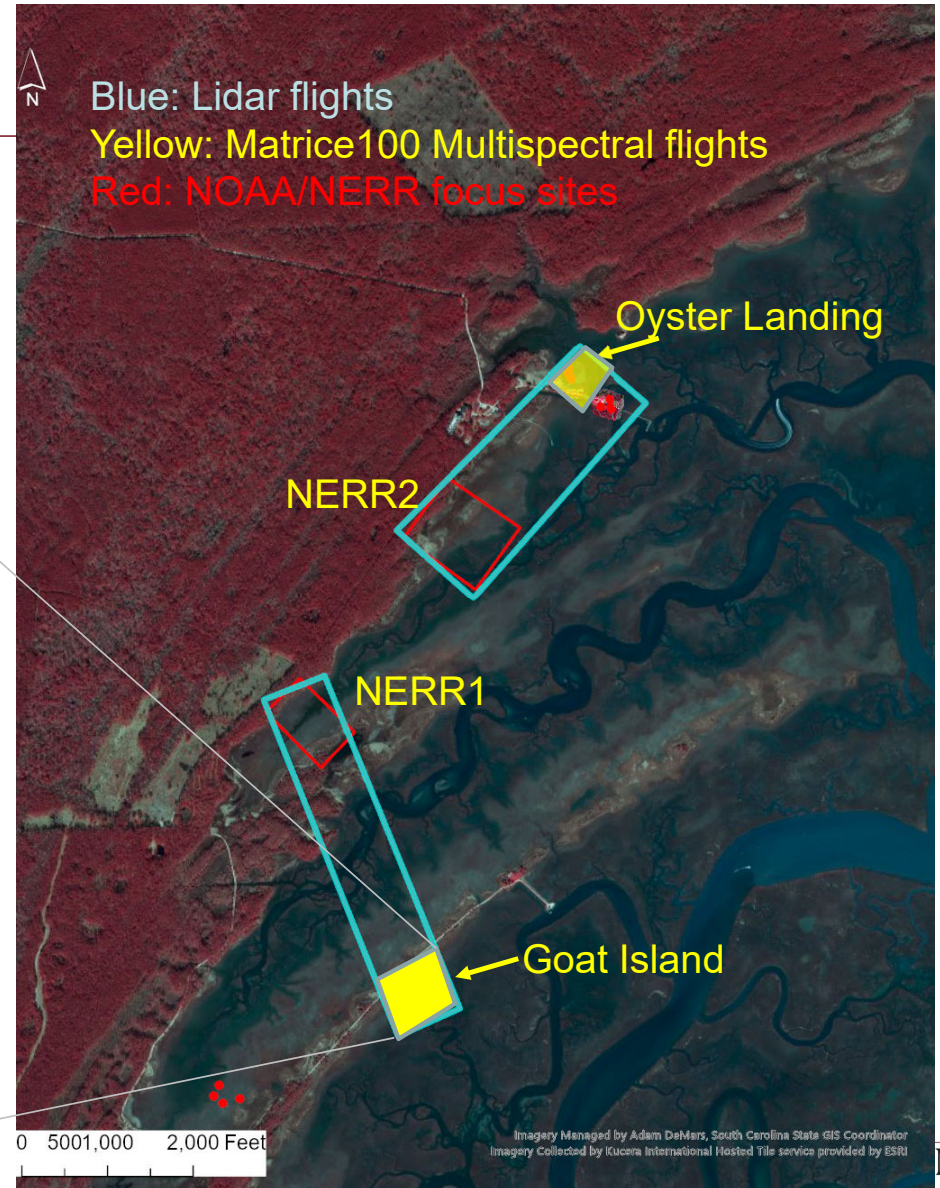 N
Blue: Lidar flights
Yellow: Matrice100 Multispectral flights
Red: NOAA/NERR focus sites
Oyster Landing
NERR2
NERR1
Goat Island
0 5001,000 2,000 Feet
Imagery Managed by Adam DeMars, South Carolina State GIS Coordinator
Imagery Collected by Kucera International Hosted Tile service provided by ESRI